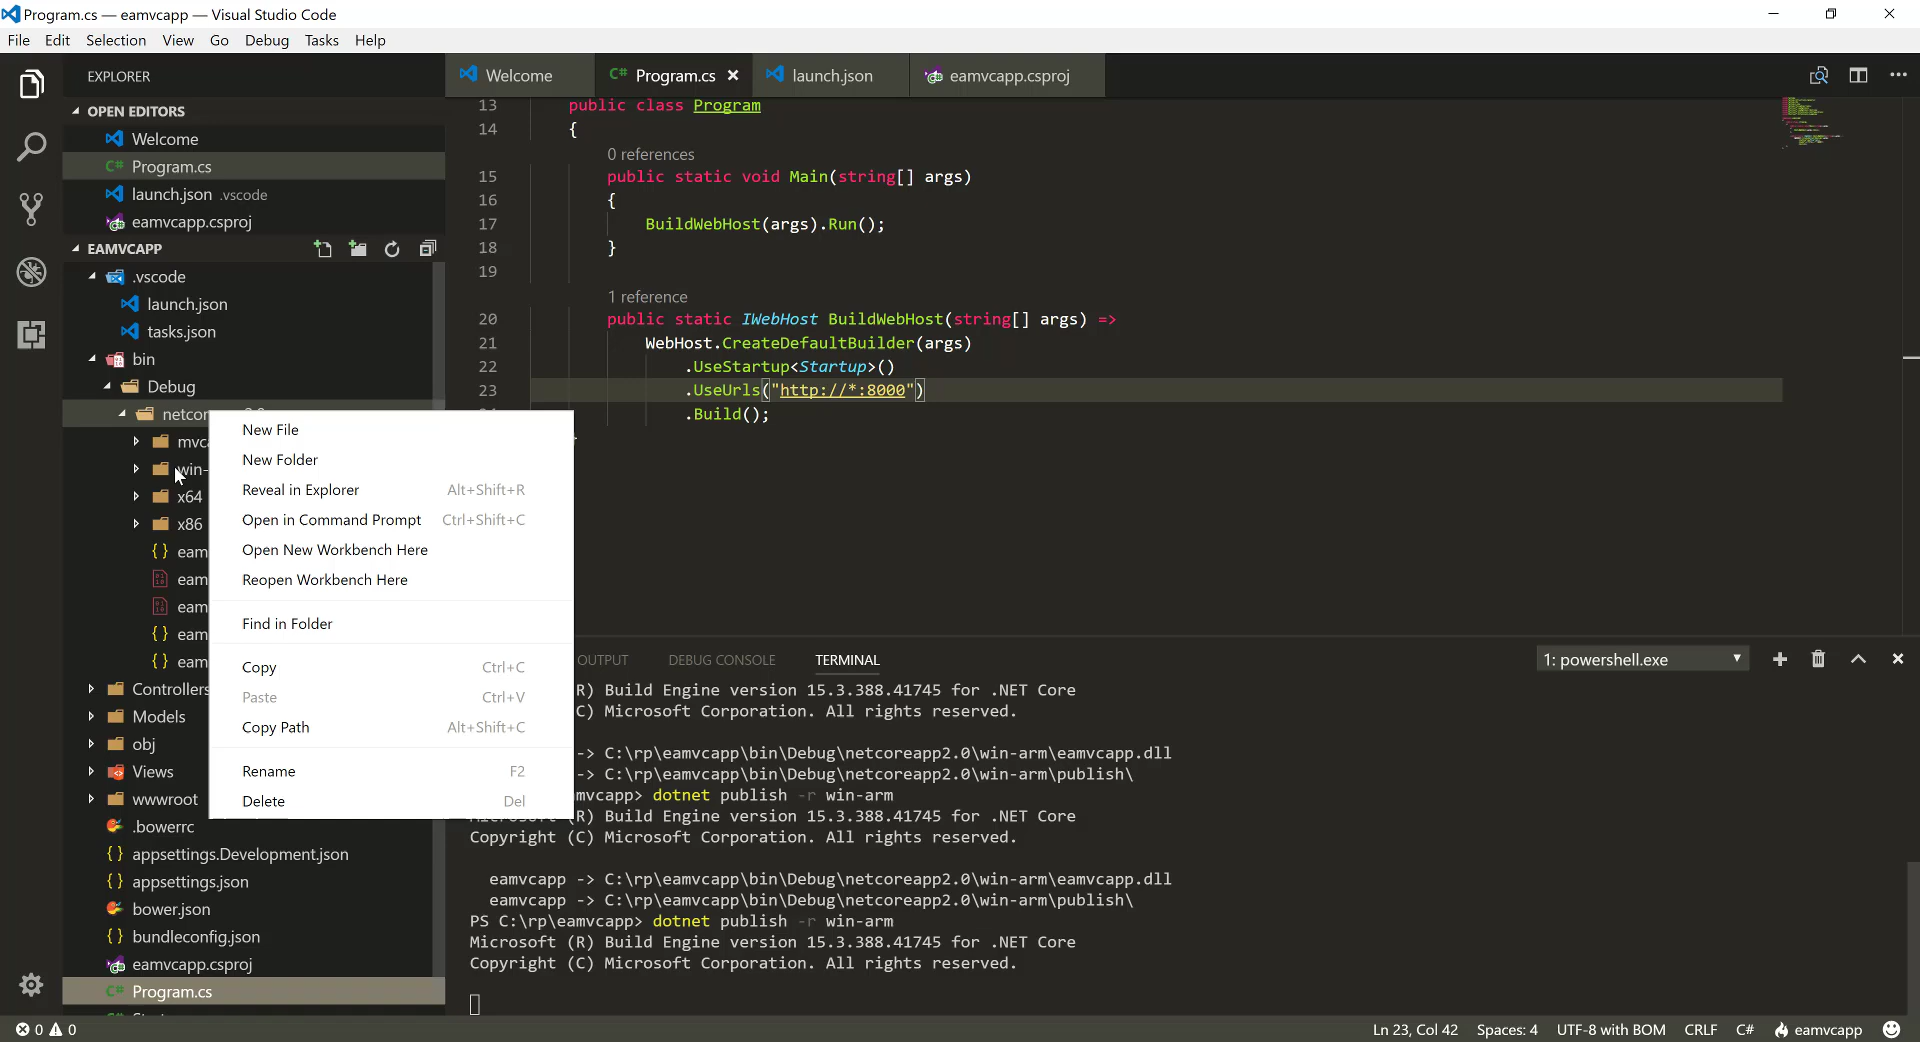 Program.cs — eamvcapp — Visual Studio Code
File Edit Selection View Go Debug Tasks Help
EXPLORER
OPEN EDITORS
Welcome
C# Program.cs
launch.json .vscode
eamvcapp.csproj
EAMVCAPP
.vscode
launch.json
tasks.json
bin
Debug
netcor
mvca
win-
x64
x86
{} eam
eam
eam
{} eam
{} eam
Controllers
Models
obj
Views
wwwroot
.bowerrc
{} appsettings.Development.json
{} appsettings.json
{} bower.json
{} bundleconfig.json
eamvcapp.csproj
C# Program.cs
New File
New Folder
Reveal in Explorer Alt+Shift+R
Open in Command Prompt Ctrl+Shift+C
Open New Workbench Here
Reopen Workbench Here
Find in Folder
Copy Ctrl+C
Paste Ctrl+V
Copy Path Alt+Shift+C
Rename F2
Delete Del
Welcome C# Program.cs launch.json eamvcapp.csproj
13 public class Program
14 {
0 references
15 public static void Main(string[] args)
16 {
17 BuildWebHost(args).Run();
18 }
19
1 reference
20 public static IWebHost BuildWebHost(string[] args) =>
21 WebHost.CreateDefaultBuilder(args)
22 .UseStartup<Startup>()
23 .UseUrls("http://*:8000")
.Build();
OUTPUT DEBUG CONSOLE TERMINAL 1: powershell.exe
R) Build Engine version 15.3.388.41745 for .NET Core
C) Microsoft Corporation. All rights reserved.
-> C:\rp\eamvcapp\bin\Debug\netcoreapp2.0\win-arm\eamvcapp.dll
-> C:\rp\eamvcapp\bin\Debug\netcoreapp2.0\win-arm\publish\
mvcapp> dotnet publish -r win-arm
(R) Build Engine version 15.3.388.41745 for .NET Core
Copyright (C) Microsoft Corporation. All rights reserved.
eamvcapp -> C:\rp\eamvcapp\bin\Debug\netcoreapp2.0\win-arm\eamvcapp.dll
eamvcapp -> C:\rp\eamvcapp\bin\Debug\netcoreapp2.0\win-arm\publish\
PS C:\rp\eamvcapp> dotnet publish -r win-arm
Microsoft (R) Build Engine version 15.3.388.41745 for .NET Core
Copyright (C) Microsoft Corporation. All rights reserved.
0 0 Ln 23, Col 42 Spaces: 4 UTF-8 with BOM CRLF C# eamvcapp